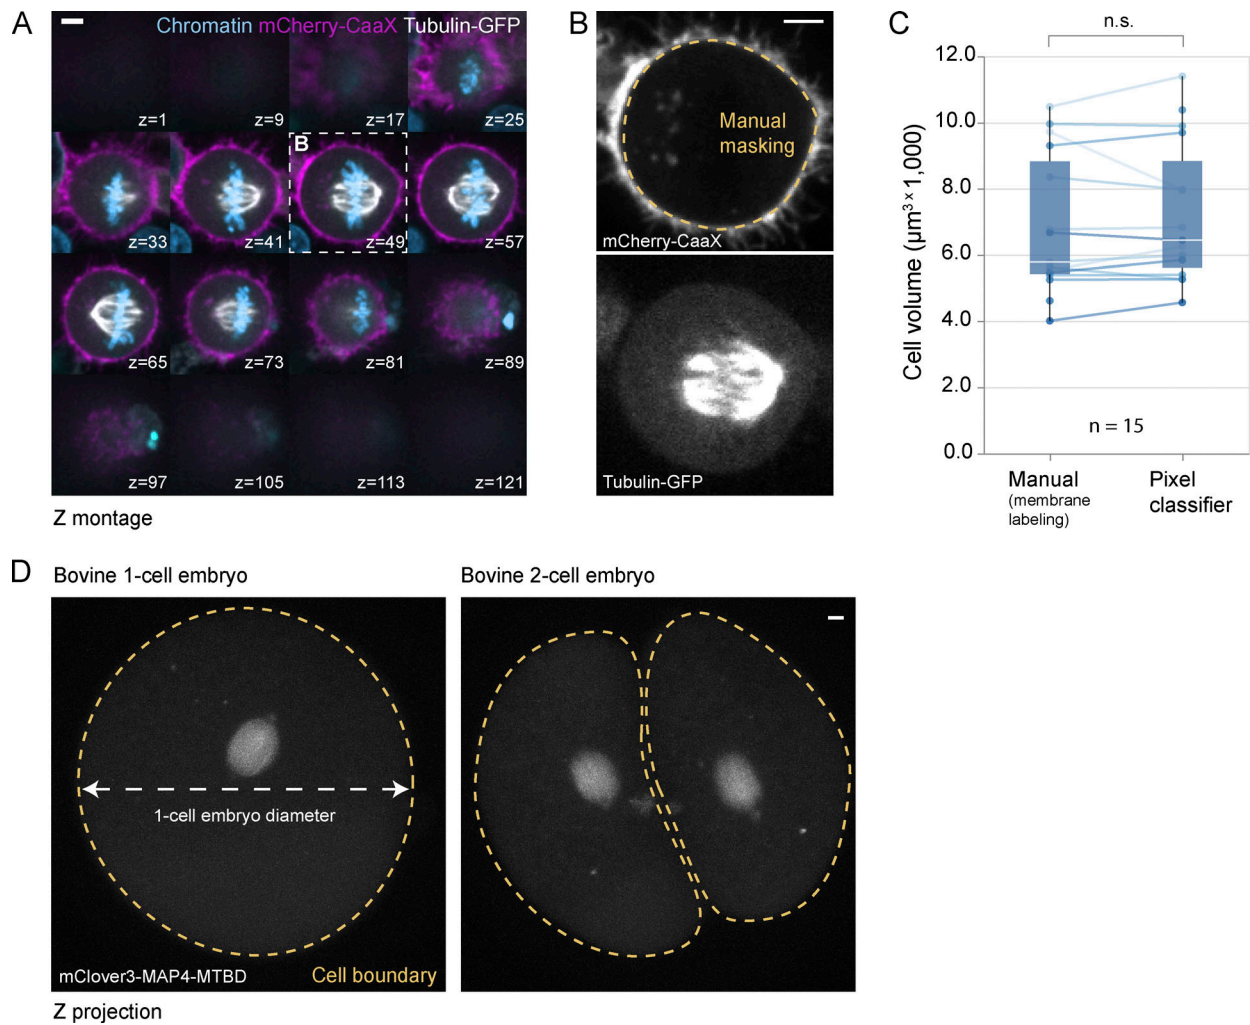 A
Chromatin mCherry-CaaX Tubulin-GFP
z=1
z=9
z=17
z=25
B
z=33
z=41
z=49
z=57
z=65
z=73
z=81
z=89
z=97
z=105
z=113
z=121
Z montage
B
Manual
masking
mCherry-CaaX
Tubulin-GFP
C
n.s.
Cell volume (µm³ˣ1,000)
12.0
10.0
8.0
6.0
4.0
2.0
0.0
n = 15
Manual
(membrane
labeling)
Pixel
classifier
D
Bovine 1-cell embryo
Bovine 2-cell embryo
1-cell embryo diameter
mClover3-MAP4-MTBD
Cell boundary
Z projection